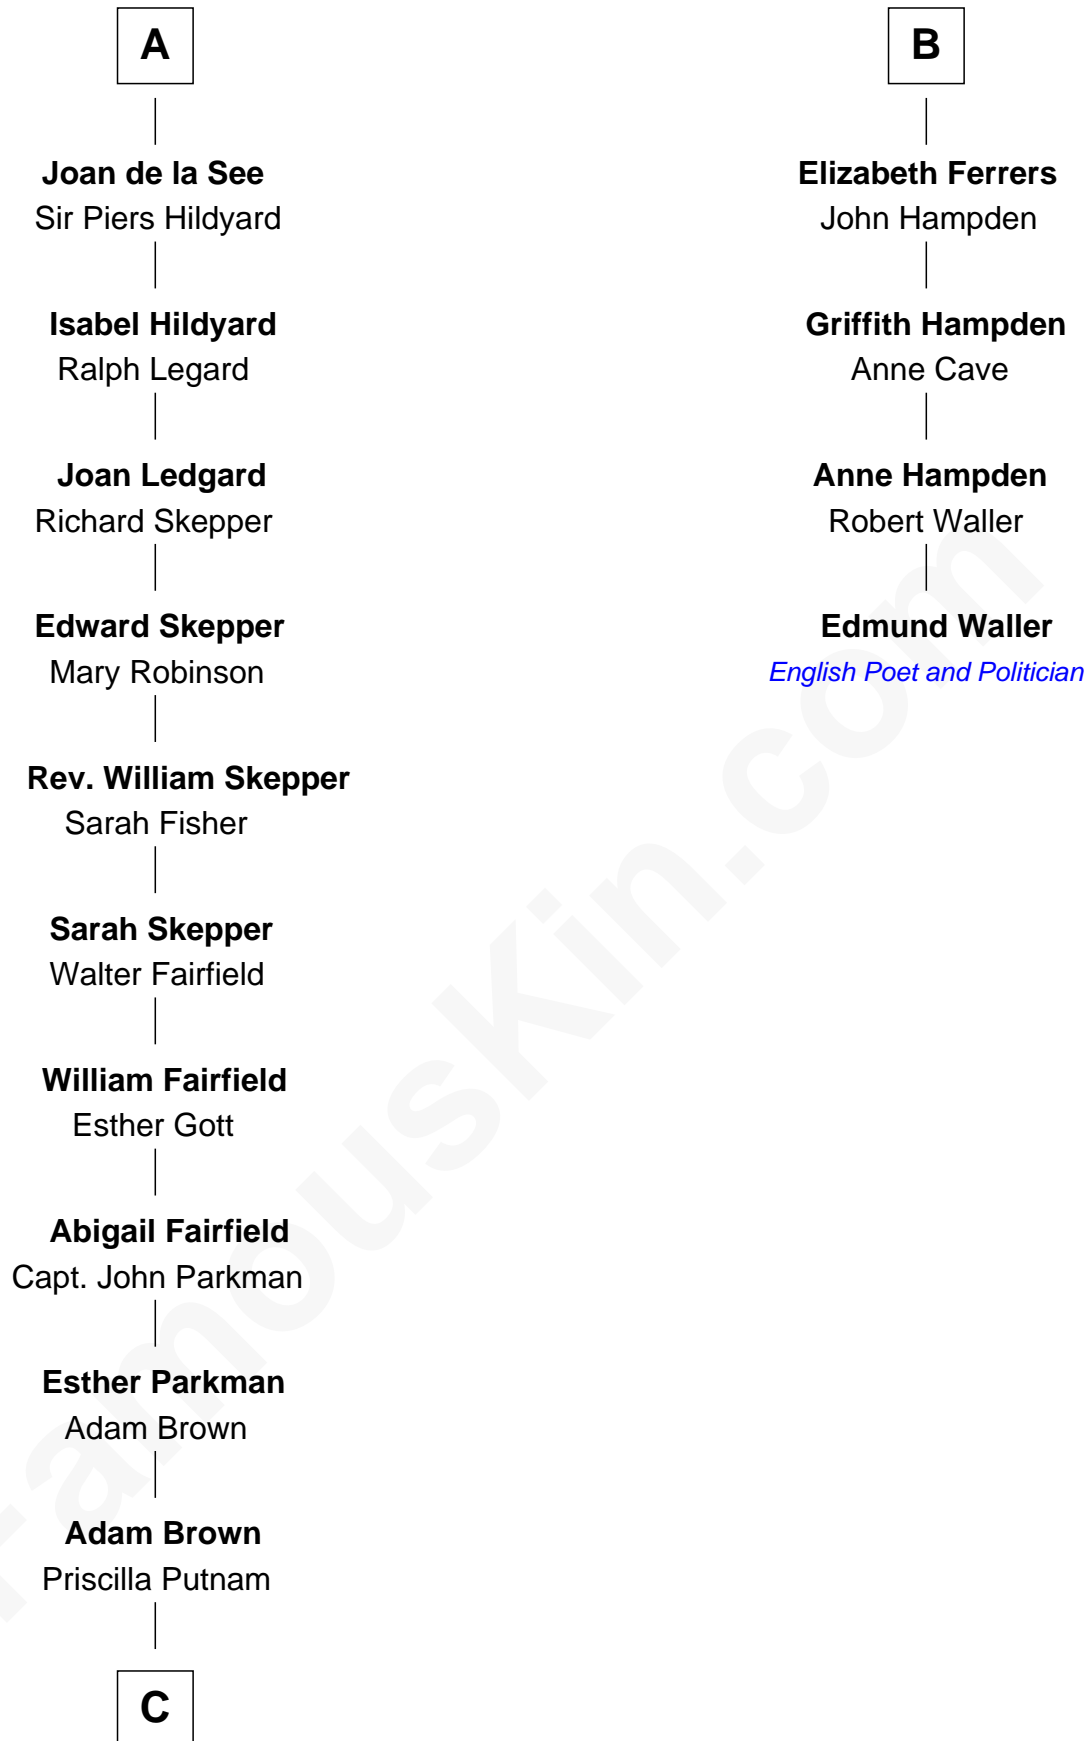 A
Joan de la See
Sir Piers Hildyard
Isabel Hildyard
Ralph Legard
Joan Ledgard
Richard Skepper
Edward Skepper
Mary Robinson
Rev. William Skepper
Sarah Fisher
Sarah Skepper
Walter Fairfield
William Fairfield
Esther Gott
Abigail Fairfield
Capt. John Parkman
Esther Parkman
Adam Brown
Adam Brown
Priscilla Putnam
C
B
Elizabeth Ferrers
John Hampden
Griffith Hampden
Anne Cave
Anne Hampden
Robert Waller
Edmund Waller
English Poet and Politician
FamousKin.com